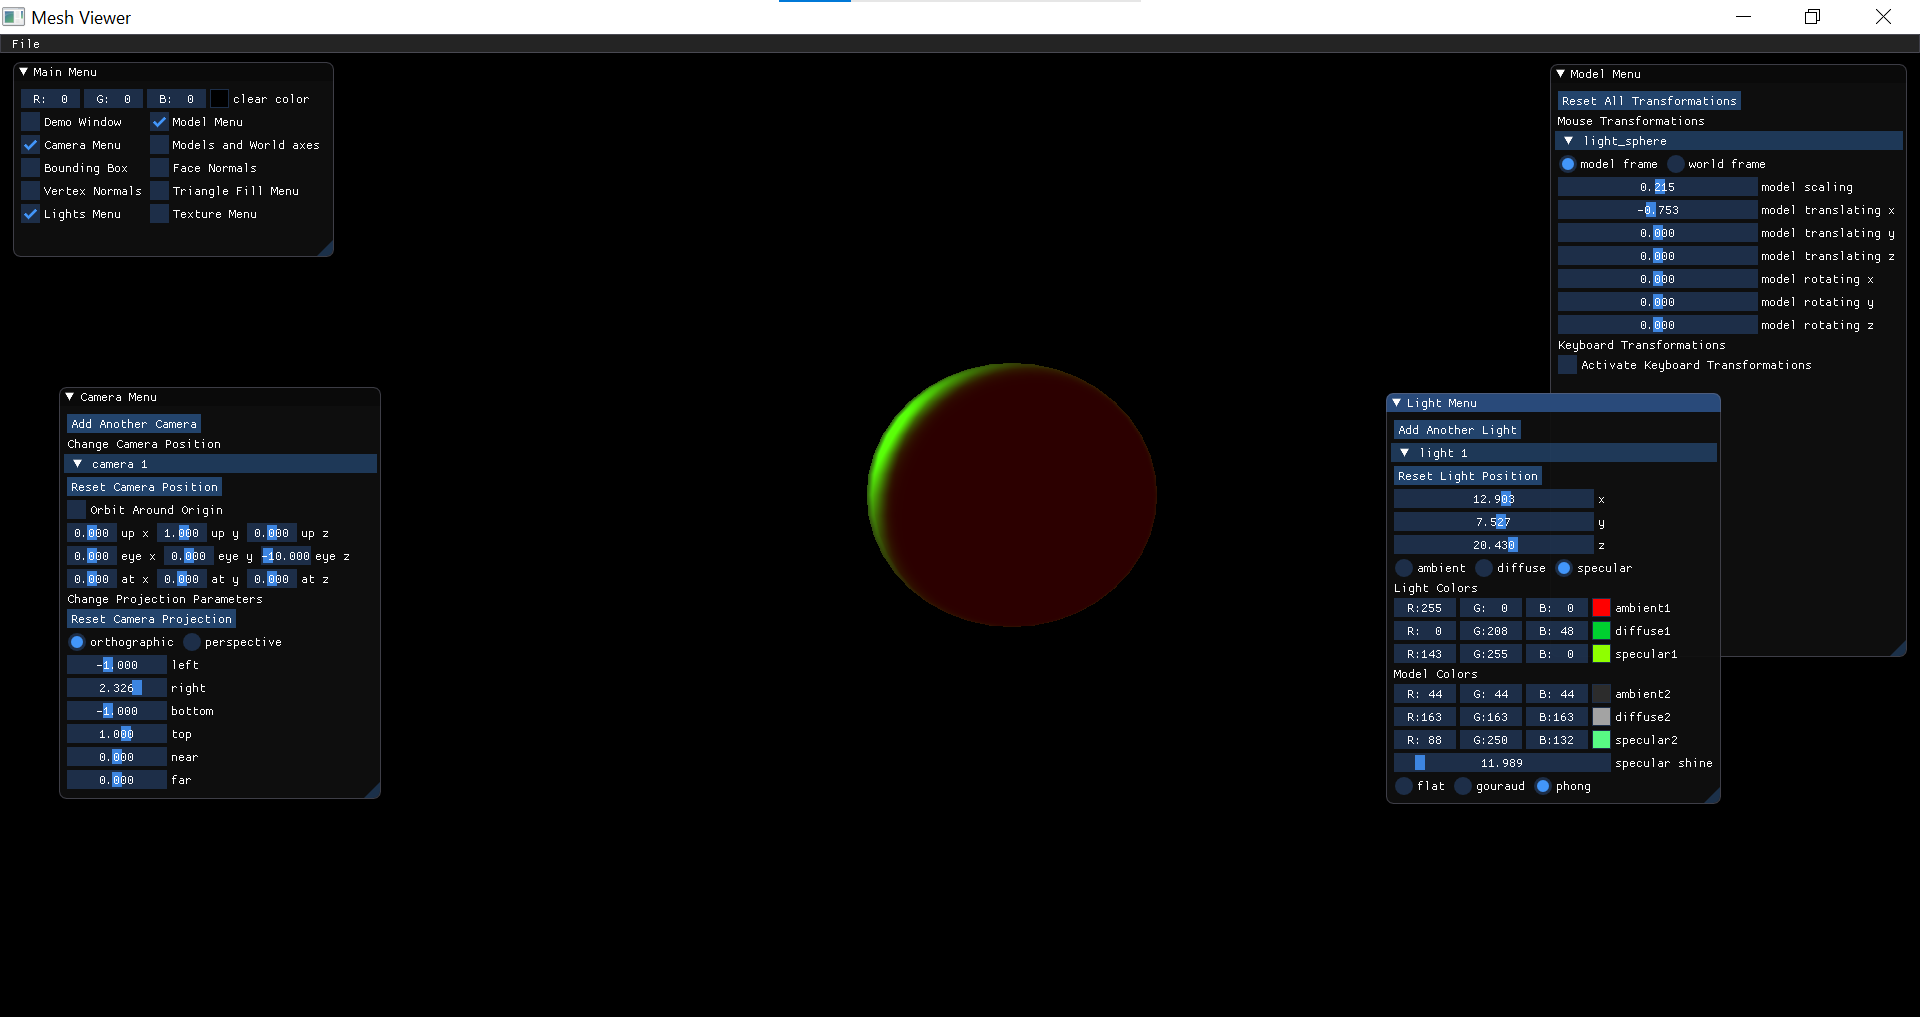 Mesh Viewer
File
Main Menu
R: 0 G: 0 B: 0 clear color
Demo Window Model Menu
Camera Menu Models and World axes
Bounding Box Face Normals
Vertex Normals Triangle Fill Menu
Lights Menu Texture Menu
Camera Menu
Add Another Camera
Change Camera Position
camera 1
Reset Camera Position
Orbit Around Origin
0.000 up x 1.000 up y 0.000 up z
0.000 eye x 0.000 eye y -10.000 eye z
0.000 at x 0.000 at y 0.000 at z
Change Projection Parameters
Reset Camera Projection
orthographic perspective
-1.000 left
2.326 right
-1.000 bottom
1.000 top
0.000 near
0.000 far
Model Menu
Reset All Transformations
Mouse Transformations
light_sphere
model frame world frame
0.215 model scaling
-0.753 model translating x
0.000 model translating y
0.000 model translating z
0.000 model rotating x
0.000 model rotating y
0.000 model rotating z
Keyboard Transformations
Activate Keyboard Transformations
Light Menu
Add Another Light
light 1
Reset Light Position
12.903 x
7.527 y
20.430 z
ambient diffuse specular
Light Colors
R:255 G: 0 B: 0 ambient1
R: 0 G:208 B: 48 diffuse1
R:143 G:255 B: 0 specular1
Model Colors
R: 44 G: 44 B: 44 ambient2
R:163 G:163 B:163 diffuse2
R: 88 G:250 B:132 specular2
11.989 specular shine
flat gouraud phong